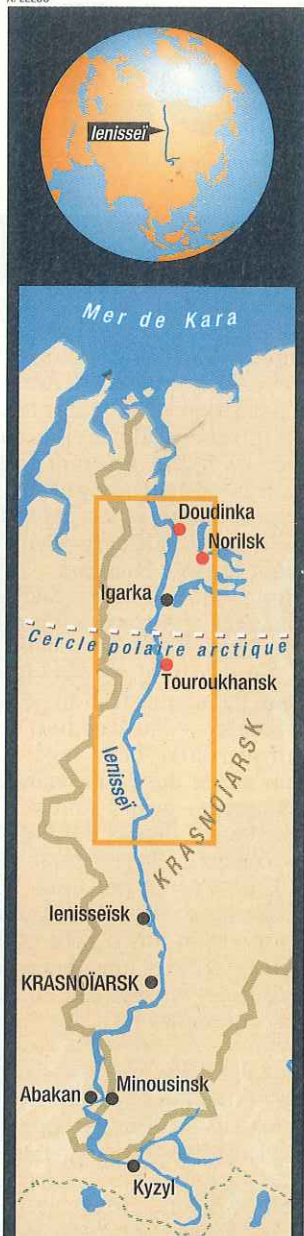 Ienisseï
Mer de Kara
Doudinka
Norilsk
Igarka
Cercle polaire arctique
Touroukhansk
Ienisseï
KRASNOÏARSK
Ienisseïsk
KRASNOÏARSK
Abakan
Minousinsk
Kyzyl